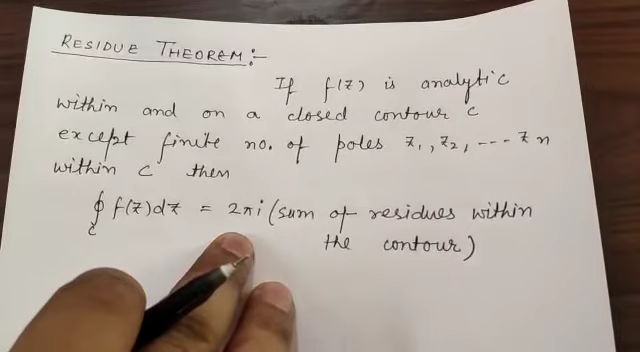 RESIDUE THEOREM:-
If f(z) is analytic
within and on a closed contour c
except finite no. of poles z₁, z₂, ---- zn
within c then
∮c f(z)dz = 2πi (sum of residues within
the contour)